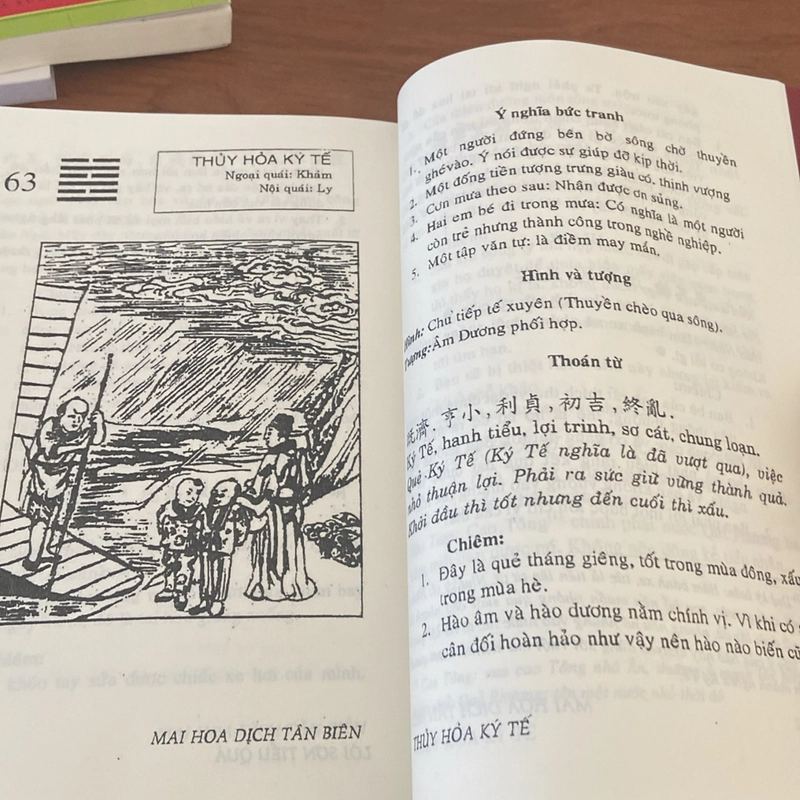 63
THỦY HỎA KÝ TẾ
Ngoại quái: Khảm
Nội quái: Ly
MAI HOA DỊCH TÂN BIÊN
Ý nghĩa bức tranh
1. Một người đứng bên bờ sông chờ thuyền
ghévào. Ý nói được sự giúp đỡ kịp thời.
2. Một đống tiền tượng trưng giàu có, thịnh vượng
3. Cơn mưa theo sau: Nhận được ơn sủng.
4. Hai em bé đi trong mưa: Có nghĩa là một người
còn trẻ nhưng thành công trong nghề nghiệp.
5. Một tập văn tự: là điềm may mắn.
Hình và tượng
Hình: Chu tiếp tế xuyên (Thuyền chèo qua sông).
Tượng: Âm Dương phối hợp.
Thoán từ
既濟. 亨小, 利貞, 初吉, 終亂.
Ký Tế, hanh tiểu, lợi trinh, sơ cát, chung loạn.
Quẻ Ký Tế (Ký Tế nghĩa là đã vượt qua), việc
nhỏ thuận lợi. Phải ra sức giữ vững thành quả.
Khởi đầu thì tốt nhưng đến cuối thì xấu.
Chiêm:
1. Đây là quẻ tháng giêng, tốt trong mùa đông, xấu
trong mùa hè.
2. Hào âm và hào dương nằm chính vị. Vì khi có
cân đối hoàn hảo như vậy nên hào nào biến
THỦY HỎA KÝ TẾ